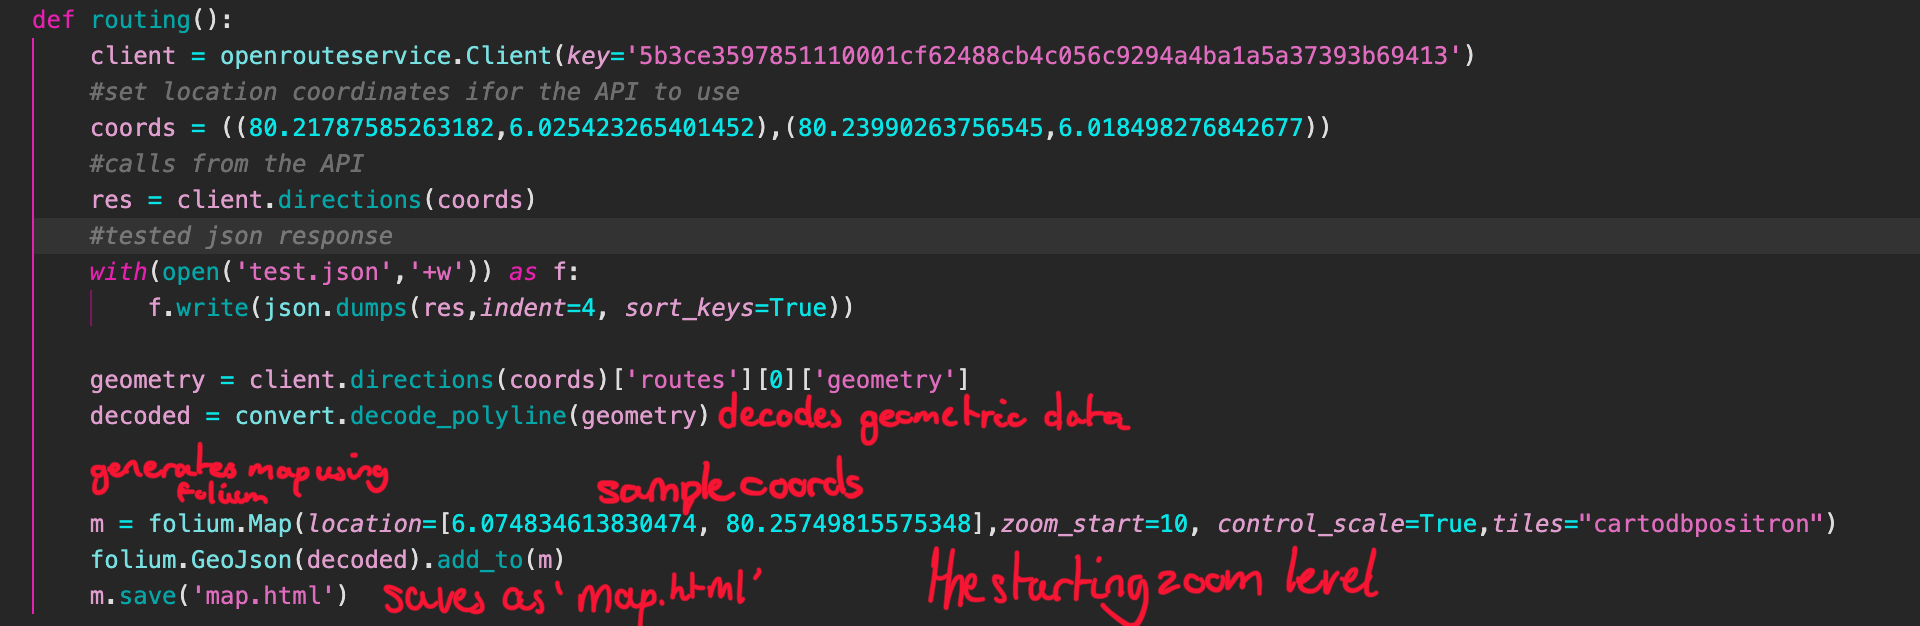 def routing():
    client = openrouteservice.Client(key='5b3ce3597851110001cf62488cb4c056c9294a4ba1a5a37393b69413')
    #set location coordinates ifor the API to use
    coords = ((80.21787585263182,6.025423265401452),(80.23990263756545,6.018498276842677))
    #calls from the API
    res = client.directions(coords)
    #tested json response
    with(open('test.json','+w')) as f:
        f.write(json.dumps(res,indent=4, sort_keys=True))
    geometry = client.directions(coords)['routes'][0]['geometry']
    decoded = convert.decode_polyline(geometry) decodes geometric data
generates map using
folium
sample coords
    m = folium.Map(location=[6.074834613830474, 80.25749815575348],zoom_start=10, control_scale=True,tiles="cartodbpositron")
    folium.GeoJson(decoded).add_to(m)
the starting zoom level
    m.save('map.html') saves as 'map.html'